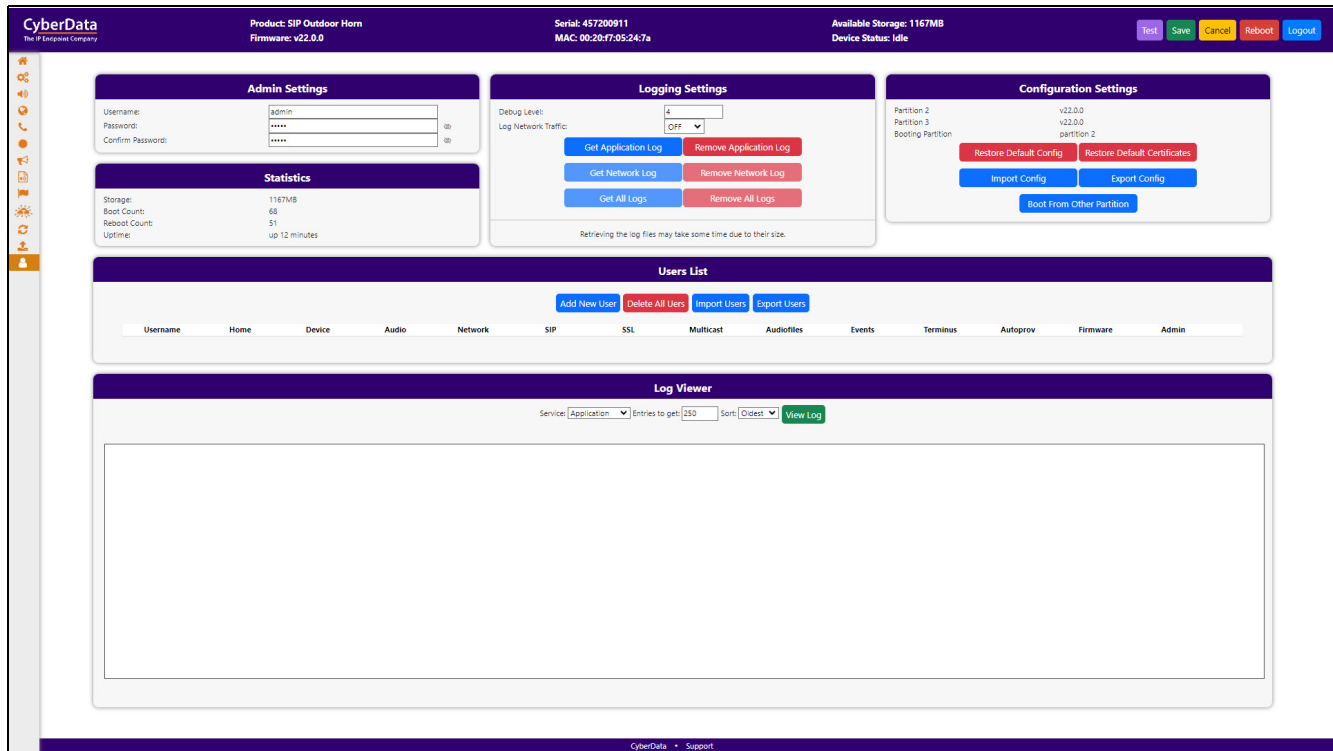 CyberData
The IP Endpoint Company
Product: SIP Outdoor Horn
Firmware: v22.0.0
Serial: 457200911
MAC: 00:20:f7:05:24:7a
Available Storage: 1167MB
Device Status: Idle
Test Save Cancel Reboot Logout
Admin Settings
Username: admin
Password: •••••
Confirm Password: •••••
Statistics
Storage: 1167MB
Boot Count: 68
Reboot Count: 51
Uptime: up 12 minutes
Logging Settings
Debug Level: 4
Log Network Traffic: OFF
Get Application Log Remove Application Log
Get Network Log Remove Network Log
Get All Logs Remove All Logs
Retrieving the log files may take some time due to their size.
Configuration Settings
Partition 2 v22.0.0
Partition 3 v22.0.0
Booting Partition partition 2
Restore Default Config Restore Default Certificates
Import Config Export Config
Boot From Other Partition
Users List
Add New User Delete All Uers Import Users Export Users
Username Home Device Audio Network SIP SSL Multicast Audiofiles Events Terminus Autoprov Firmware Admin
Log Viewer
Service: Application Entries to get: 250 Sort: Oldest View Log
CyberData • Support